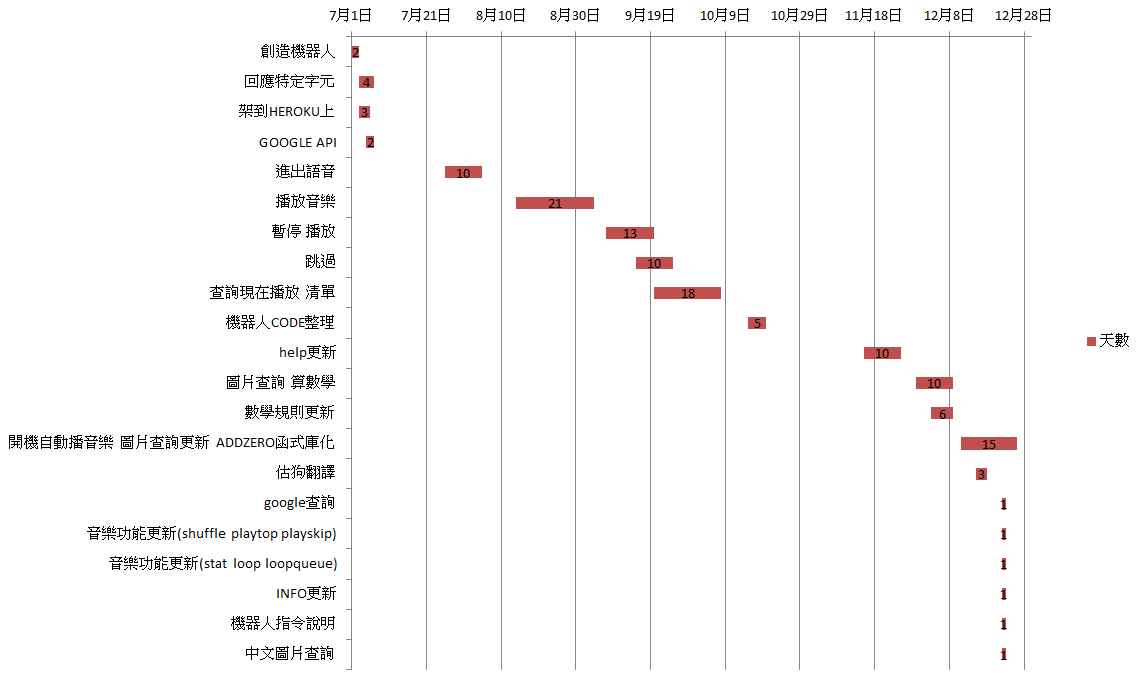 7月1日 7月21日 8月10日 8月30日 9月19日 10月9日 10月29日 11月18日 12月8日 12月28日
創造機器人 2
回應特定字元 4
架到HEROKU上 3
GOOGLE API 2
進出語音 10
播放音樂 21
暫停 播放 13
跳過 10
查詢現在播放 清單 18
機器人CODE整理 5
help更新 10
圖片查詢 算數學 10
數學規則更新 6
開機自動播音樂 圖片查詢更新 ADDZERO函式庫化 15
估狗翻譯 3
google查詢 1
音樂功能更新(shuffle playtop playskip) 1
音樂功能更新(stat loop loopqueue) 1
INFO更新 1
機器人指令說明 1
中文圖片查詢 1
天數